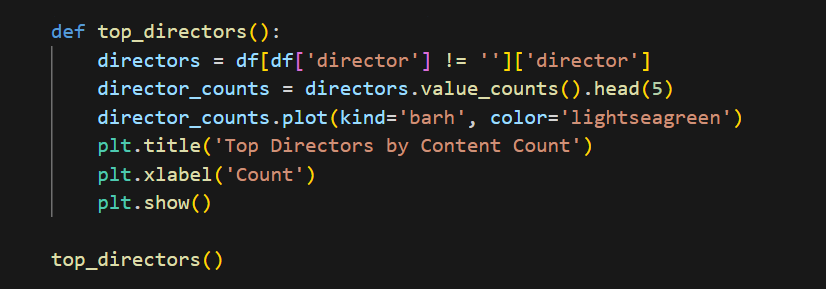 def top_directors():
    directors = df[df['director'] != '']['director']
    director_counts = directors.value_counts().head(5)
    director_counts.plot(kind='barh', color='lightseagreen')
    plt.title('Top Directors by Content Count')
    plt.xlabel('Count')
    plt.show()

top_directors()